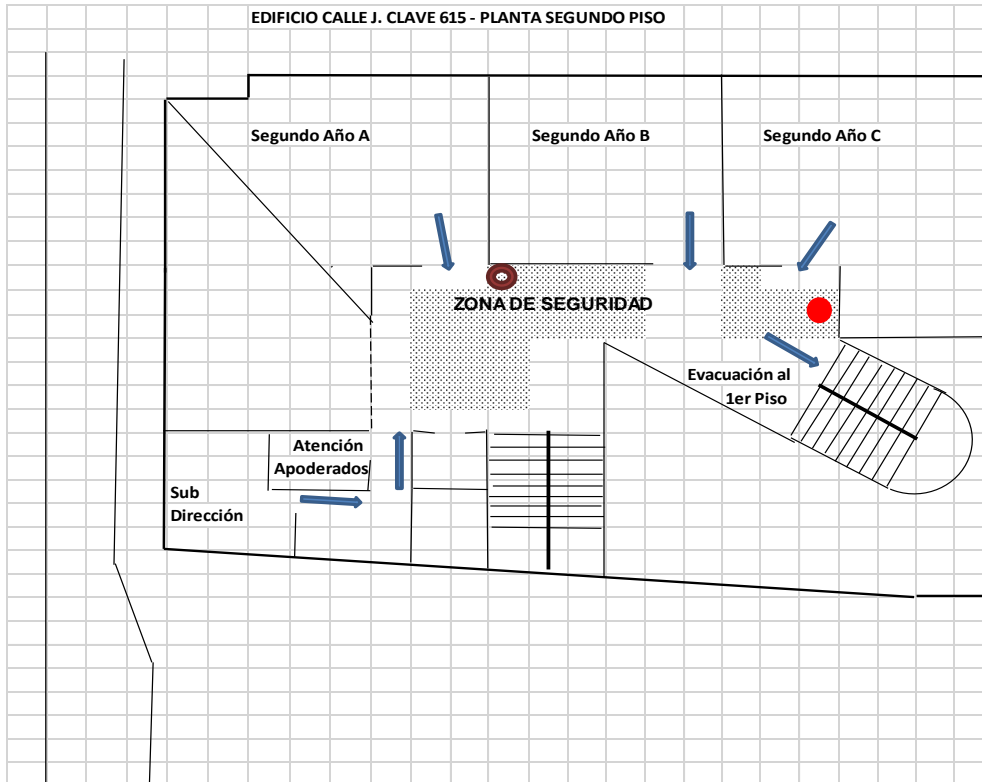 EDIFICIO CALLE J. CLAVE 615 - PLANTA SEGUNDO PISO
Segundo Año A
Segundo Año B
Segundo Año C
ZONA DE SEGURIDAD
Evacuación al
1er Piso
Atención
Apoderados
Sub
Dirección